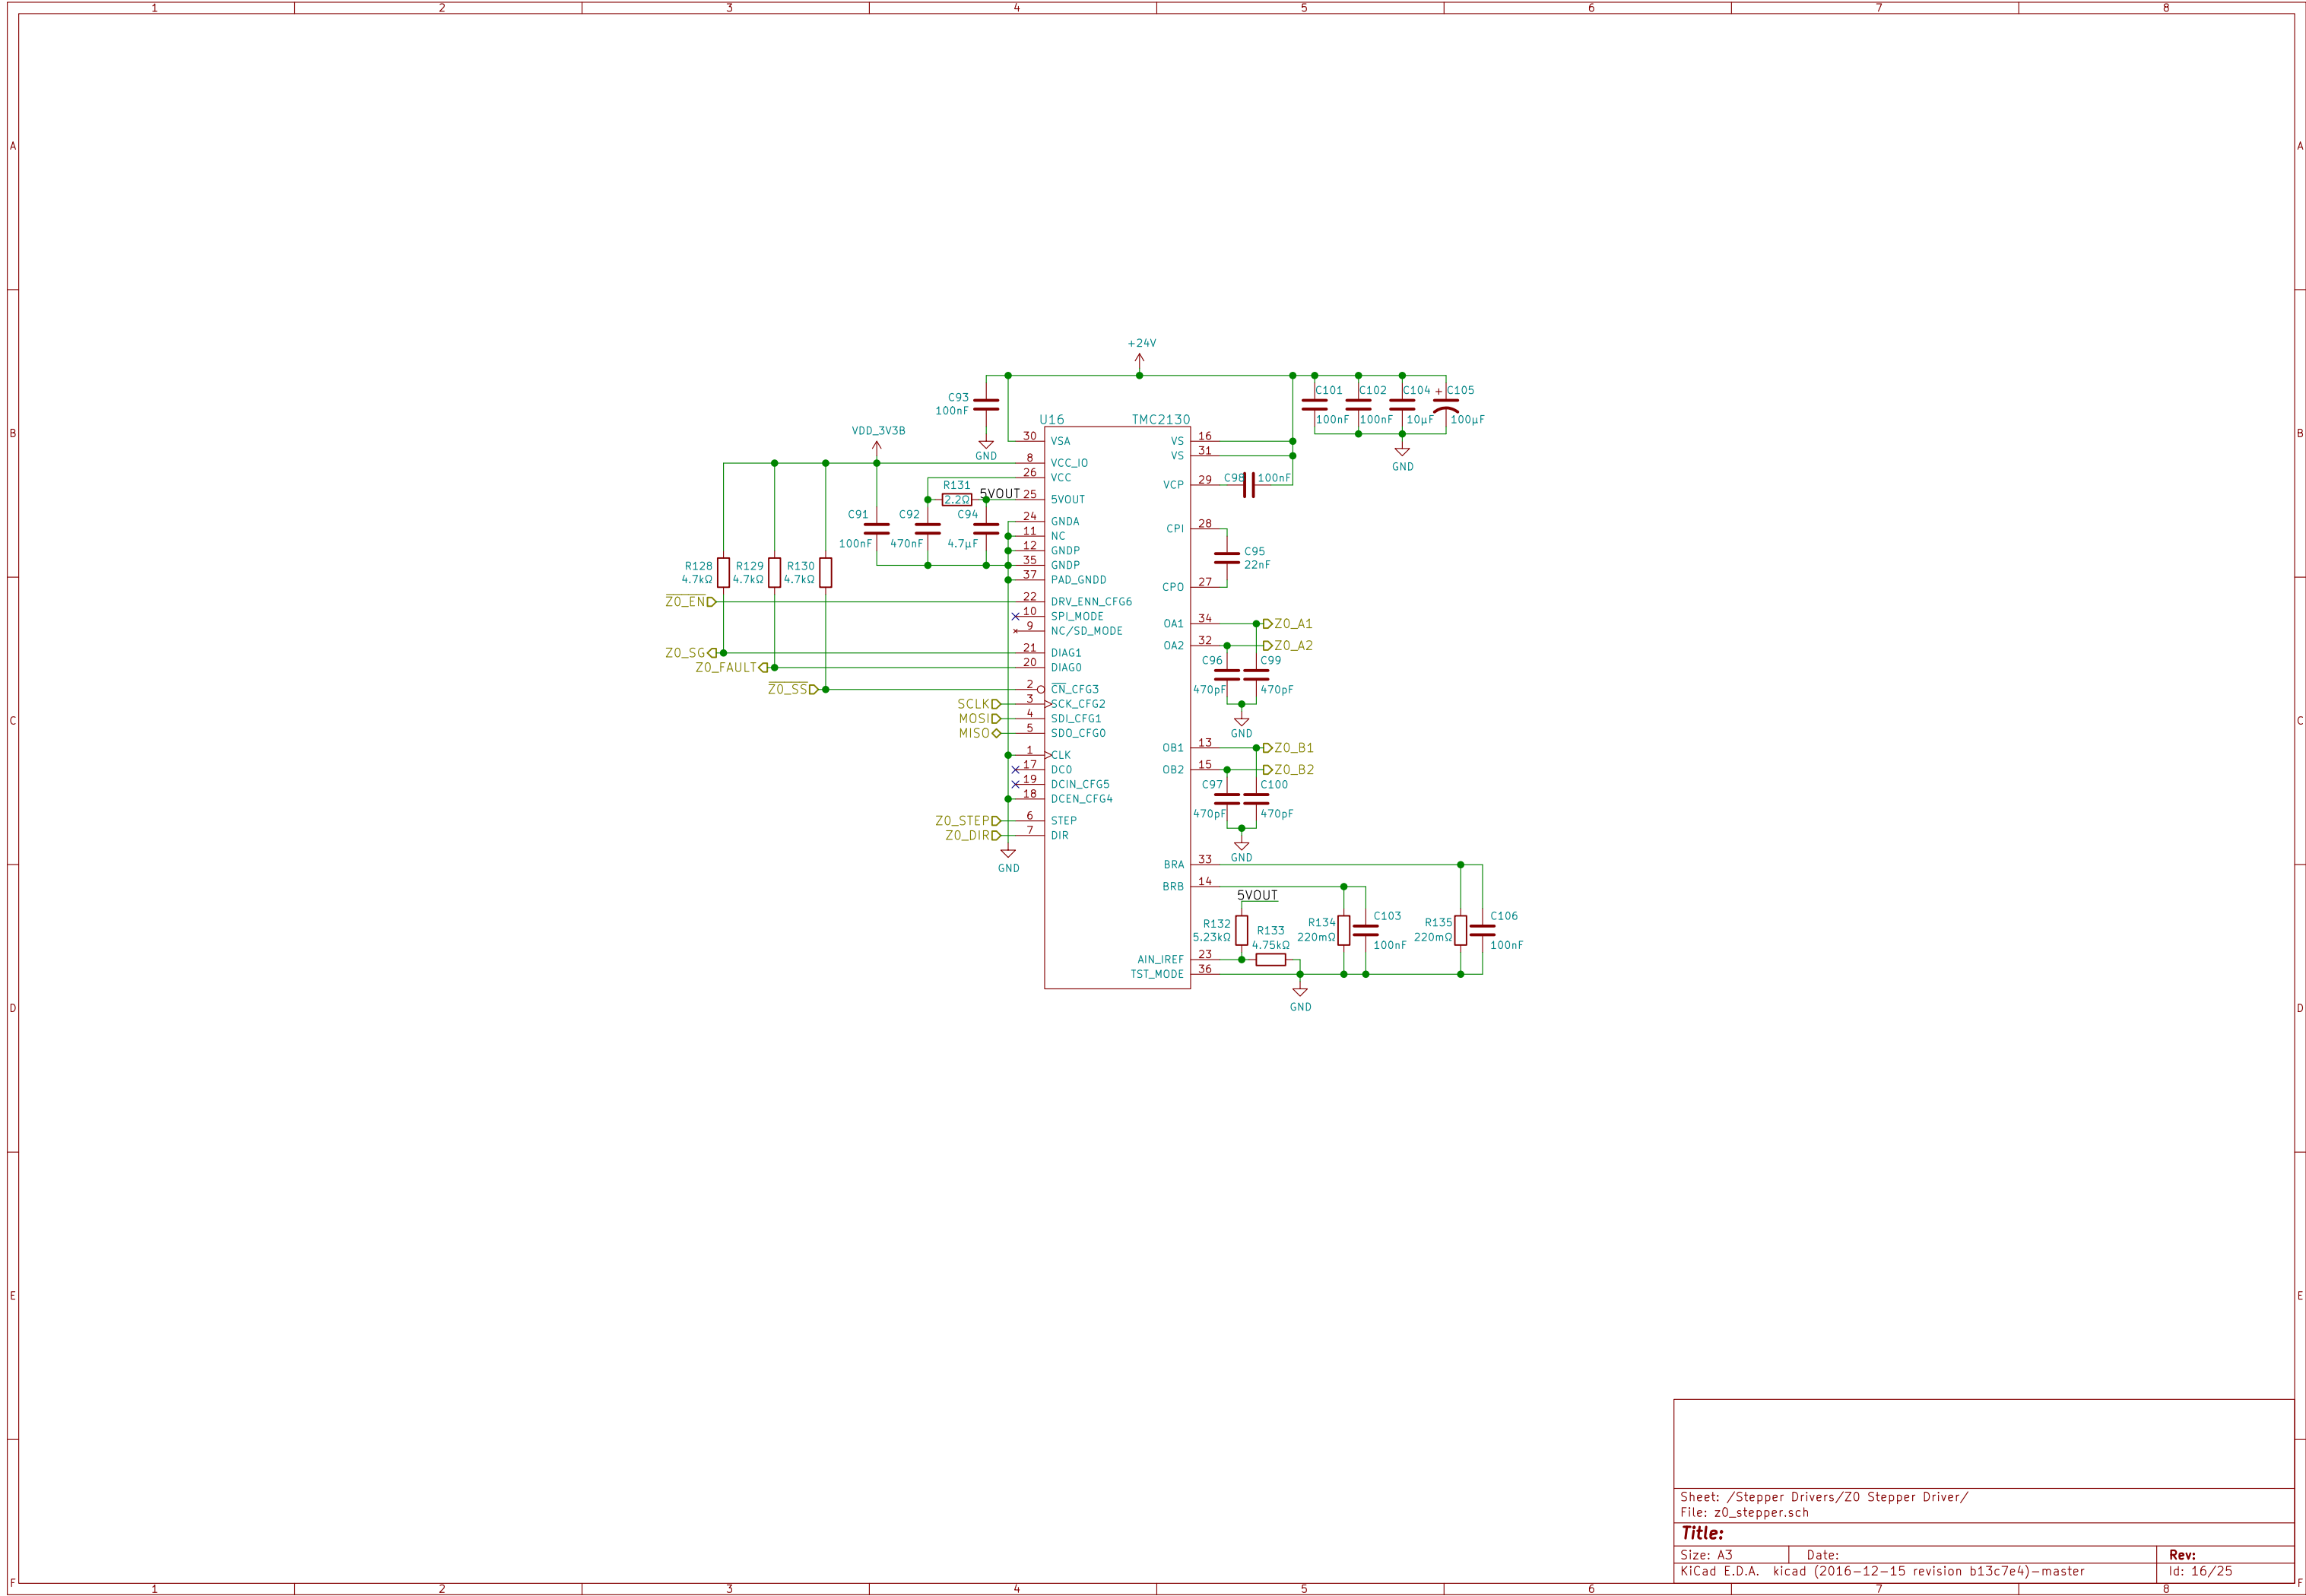 1 2 3 4 5 6 7 8
A A
B B
C C
D D
E E
F F
+24V
C93
100nF
GND
C101
100nF
C102
100nF
C104
10µF
+ C105
100µF
GND
VDD_3V3B
U16 TMC2130
30 VSA
8 VCC_IO
26 VCC
25 5VOUT
24 GNDA
11 NC
12 GNDP
35 GNDP
37 PAD_GNDD
22 DRV_ENN_CFG6
10 SPI_MODE
9 NC/SD_MODE
21 DIAG1
20 DIAG0
2 CN_CFG3
3 SCK_CFG2
4 SDI_CFG1
5 SDO_CFG0
1 CLK
17 DC0
19 DCIN_CFG5
18 DCEN_CFG4
6 STEP
7 DIR
GND
R131
2.2Ω
5VOUT
C91
100nF
C92
470nF
C94
4.7µF
R128
4.7kΩ
R129
4.7kΩ
R130
4.7kΩ
Z0_EN
Z0_SG
Z0_FAULT
Z0_SS
SCLK
MOSI
MISO
Z0_STEP
Z0_DIR
VS 16
VS 31
VCP 29
C98 100nF
CPI 28
C95
22nF
CPO 27
OA1 34 Z0_A1
OA2 32 Z0_A2
C96
470pF
C99
470pF
GND
OB1 13 Z0_B1
OB2 15 Z0_B2
C97
470pF
C100
470pF
GND
BRA 33
BRB 14
5VOUT
R132
5.23kΩ
R133
4.75kΩ
R134
220mΩ
C103
100nF
R135
220mΩ
C106
100nF
AIN_IREF 23
TST_MODE 36
GND
Sheet: /Stepper Drivers/Z0 Stepper Driver/
File: z0_stepper.sch
Title:
Size: A3 Date: Rev:
KiCad E.D.A. kicad (2016-12-15 revision b13c7e4)-master Id: 16/25
1 2 3 4 5 6 7 8